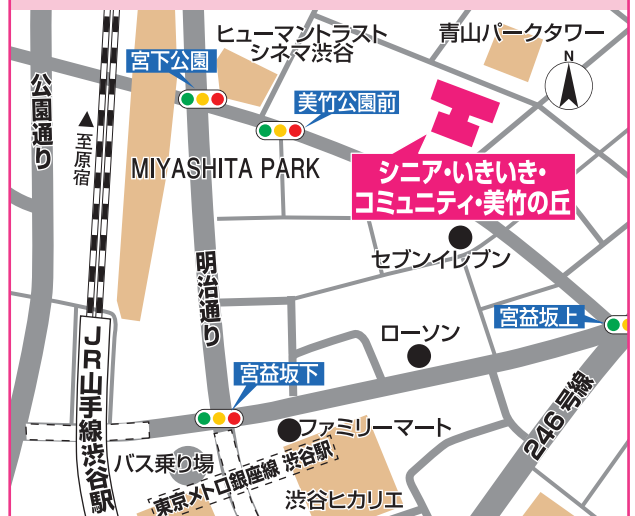 ヒューマントラスト
シネマ渋谷
青山パークタワー
N
宮下公園
美竹公園前
公園通り
▲至原宿
MIYASHITA PARK
シニア・いきいき・
コミュニティ・美竹の丘
セブンイレブン
明治通り
宮益坂上
ローソン
JR山手線渋谷駅
宮益坂下
246号線
ファミリーマート
バス乗り場
東京メトロ銀座線 渋谷駅
渋谷ヒカリエ